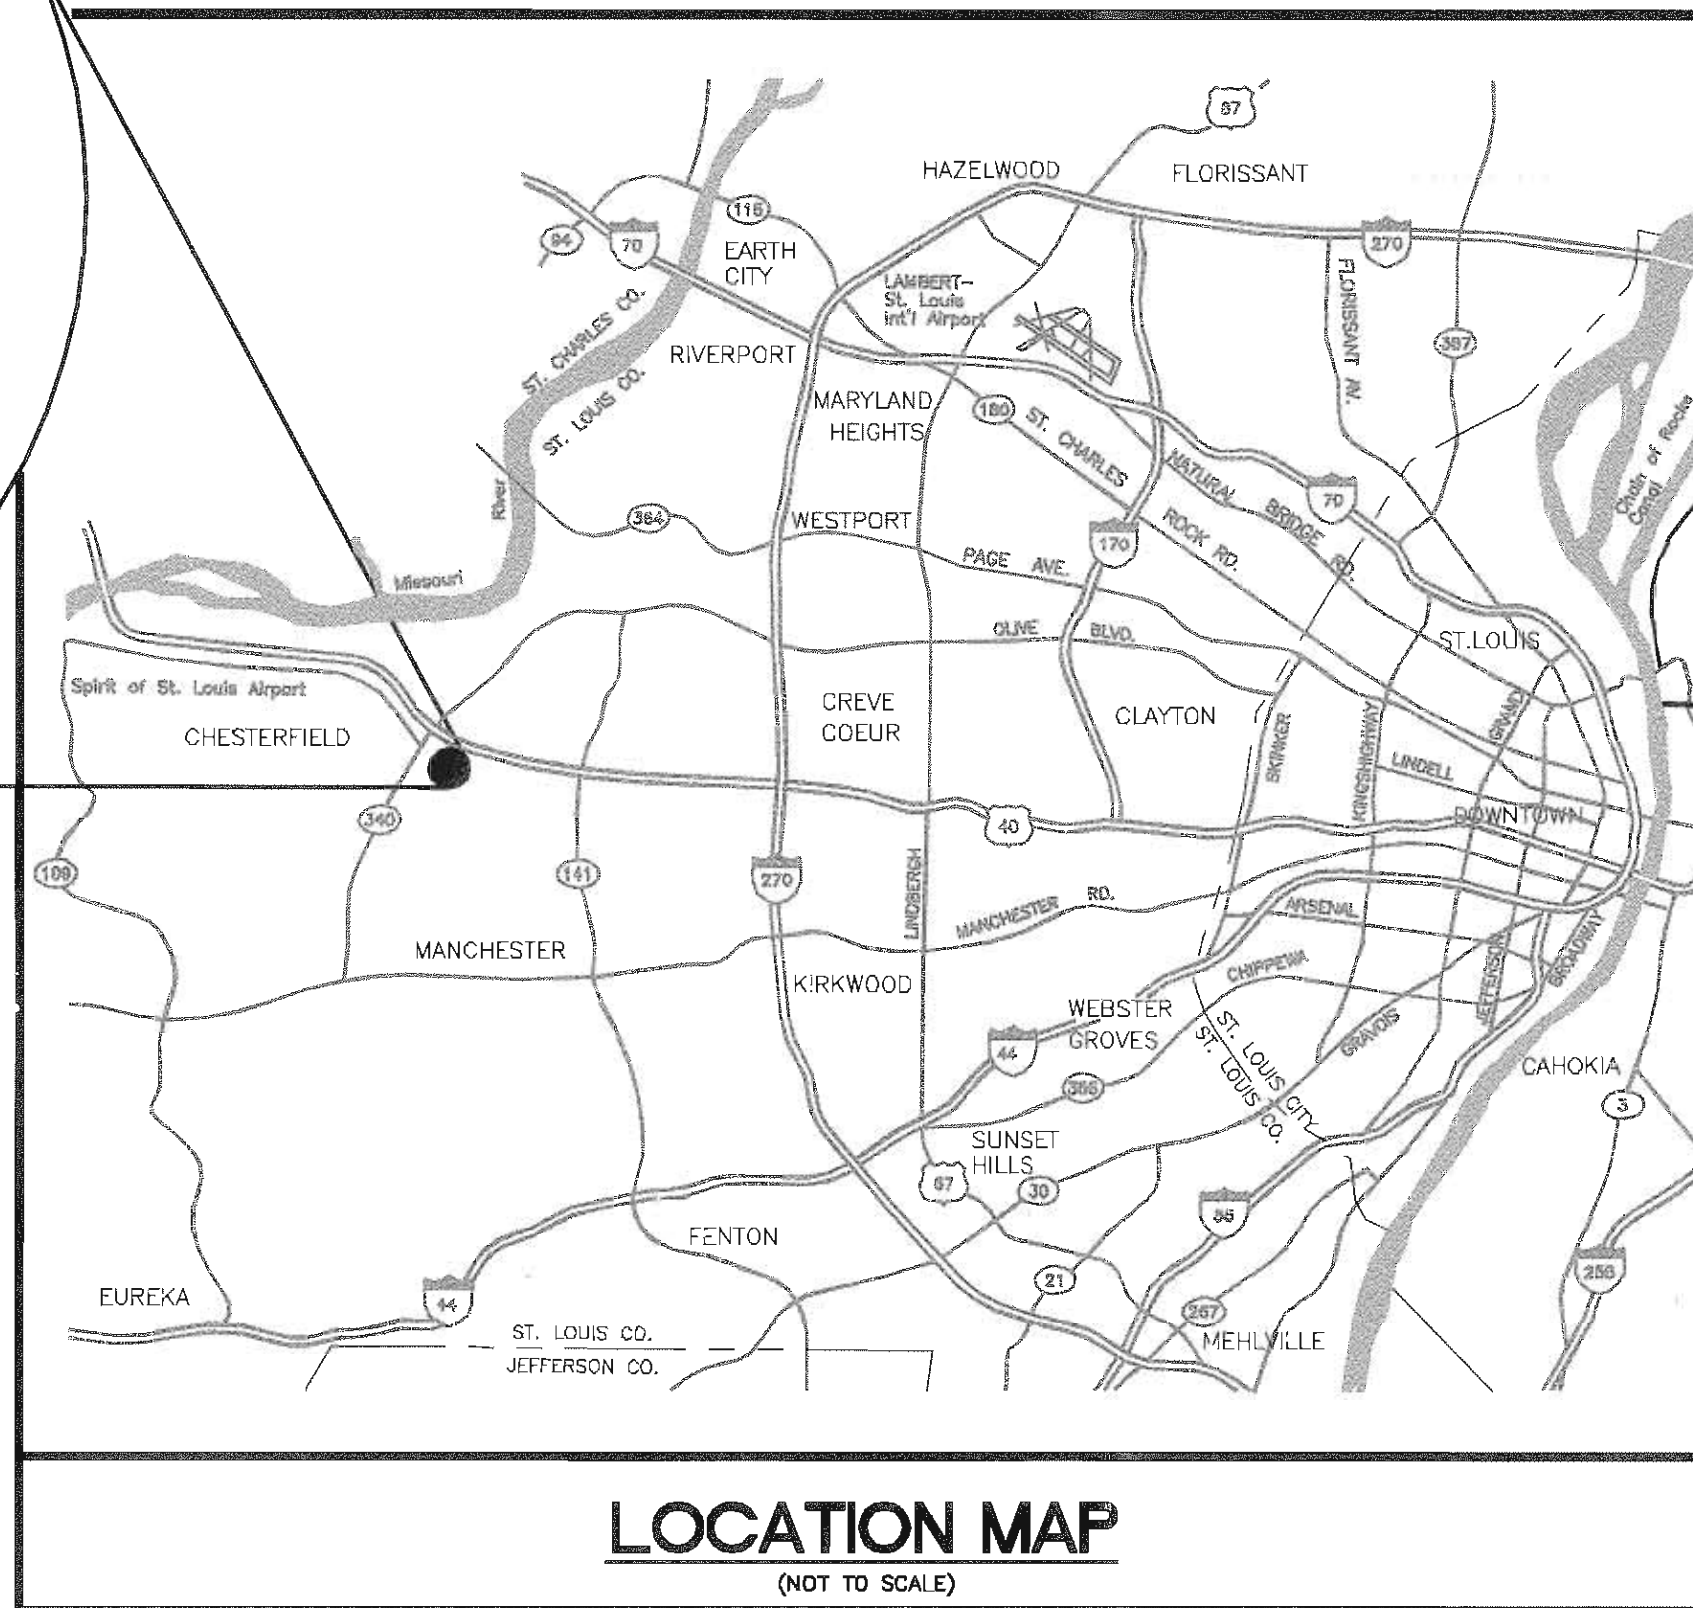 67
HAZELWOOD
FLORISSANT
115
94
70
EARTH
CITY
270
LAMBERT-
St. Louis
Int'l Airport
FLORISSANT AV.
ST. CHARLES CO.
ST. LOUIS CO.
RIVERPORT
367
MARYLAND
HEIGHTS
180
ST. CHARLES
ROCK RD.
NATURAL BRIDGE RD.
70
Chain of Rocks
Canal
River
364
WESTPORT
170
PAGE AVE.
Missouri
OLIVE BLVD.
ST.LOUIS
Spirit of St. Louis Airport
CHESTERFIELD
CREVE
COEUR
CLAYTON
SKINKER
KINGSHIGHWAY
GRAND
LINDELL
DOWNTOWN
340
40
109
141
270
LINDBERGH
MANCHESTER RD.
ARSENAL
MANCHESTER
KIRKWOOD
CHIPPEWA
JEFFERSON
BROADWAY
WEBSTER
GROVES
44
ST. LOUIS CITY
ST. LOUIS CO.
GRAVOIS
CAHOKIA
366
3
SUNSET
HILLS
67
30
55
FENTON
21
255
EUREKA
44
267
ST. LOUIS CO.
JEFFERSON CO.
MEHLVILLE
LOCATION MAP
(NOT TO SCALE)